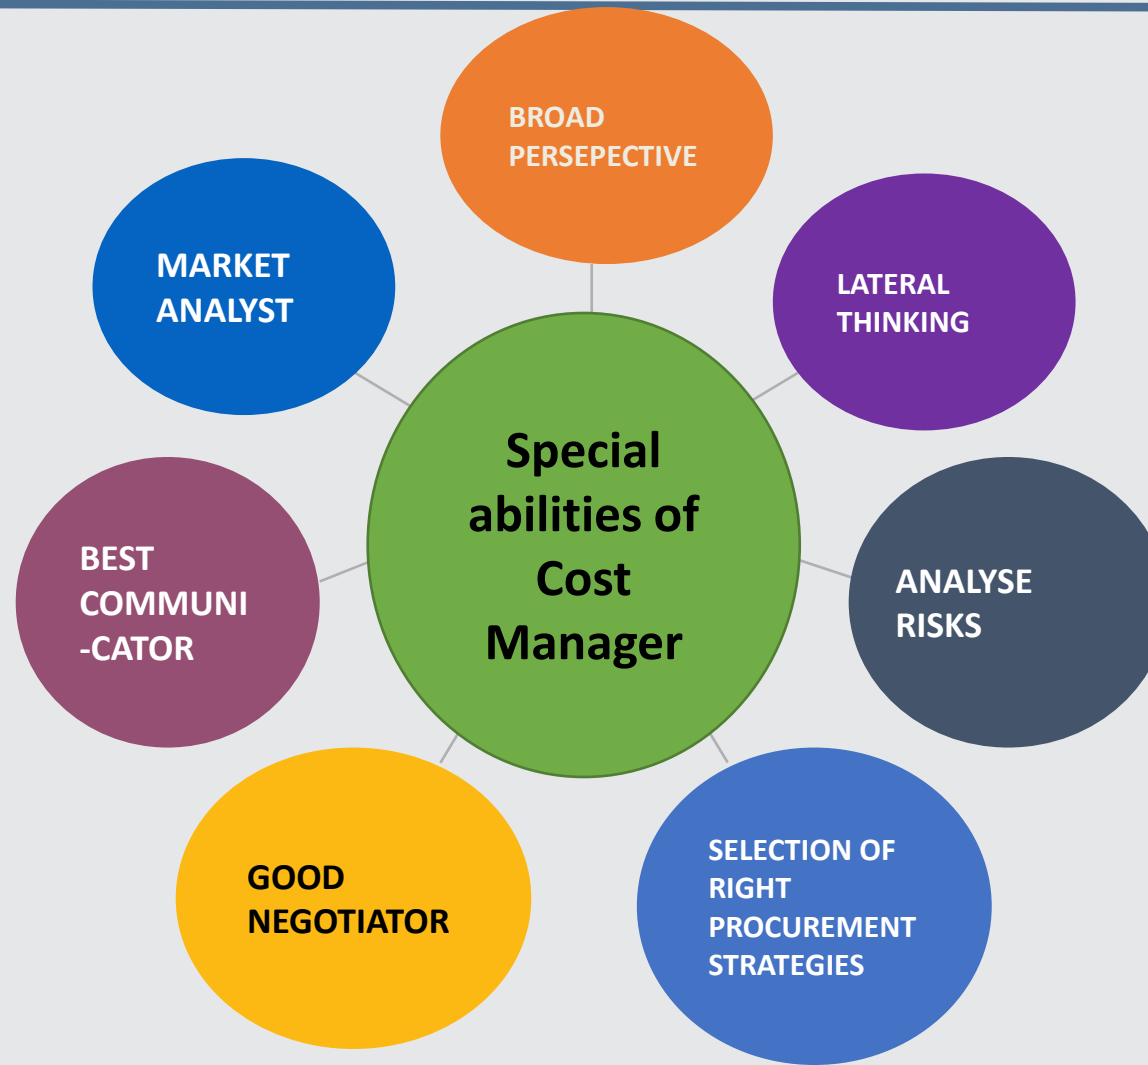 BROAD
PERSEPECTIVE
MARKET
ANALYST
LATERAL
THINKING
Special
abilities of
Cost
Manager
BEST
COMMUNI
-CATOR
ANALYSE
RISKS
GOOD
NEGOTIATOR
SELECTION OF
RIGHT
PROCUREMENT
STRATEGIES